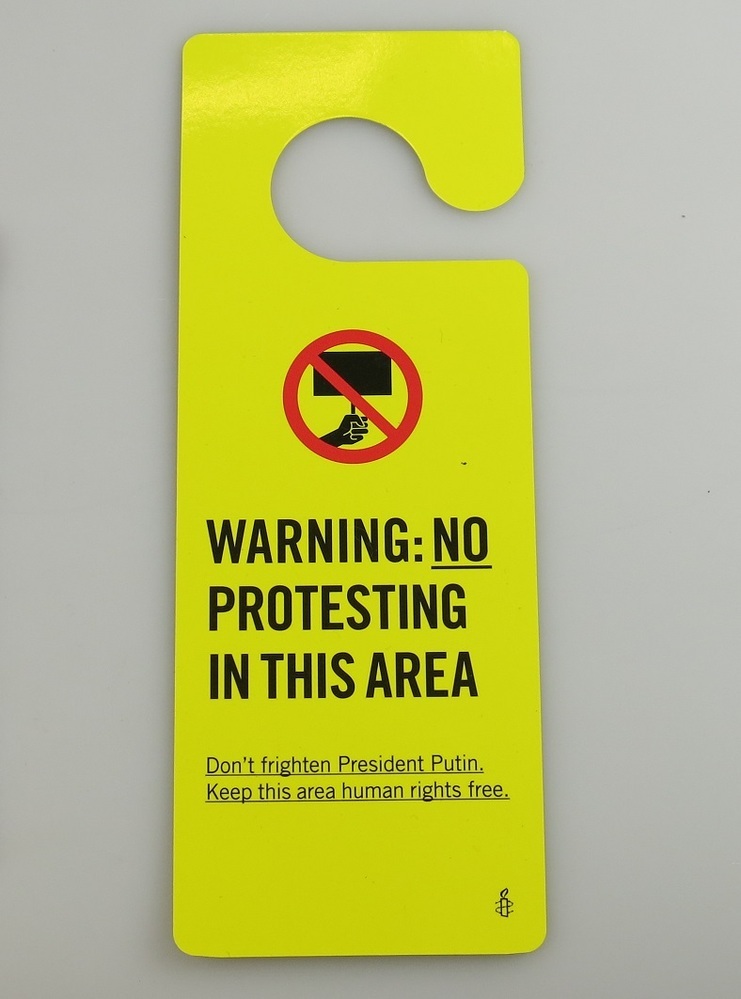 WARNING: NO
PROTESTING
IN THIS AREA
Don't frighten President Putin.
Keep this area human rights free.